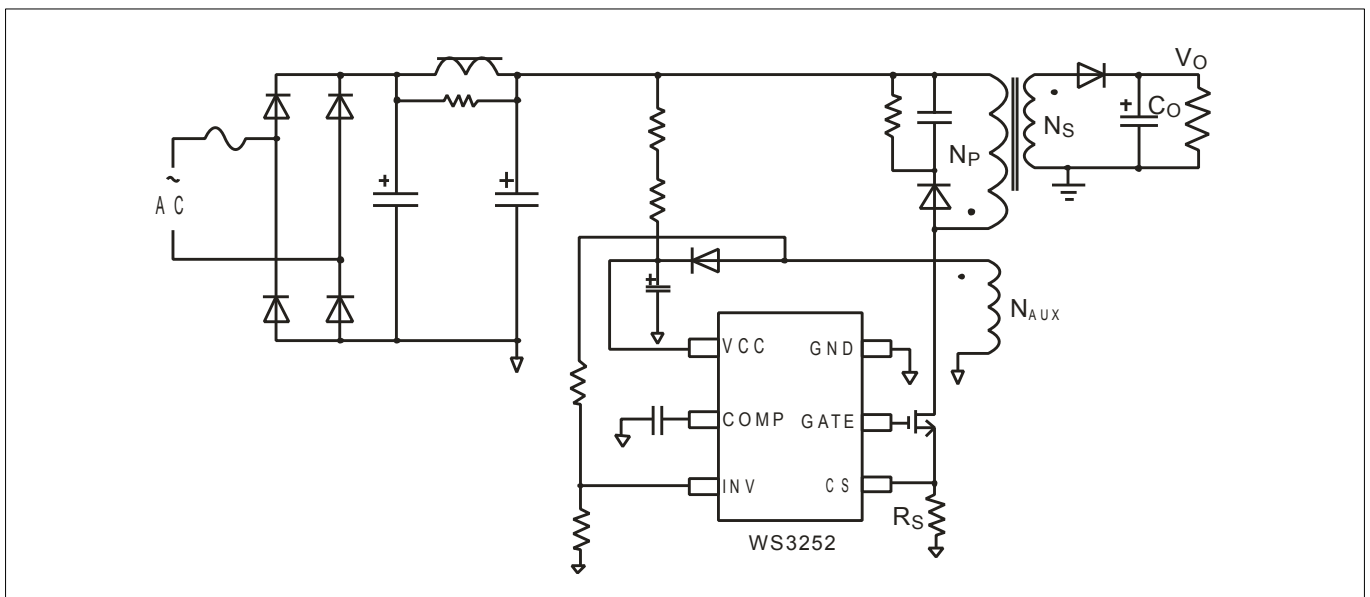 VO
CO
NS
NP
~
AC
NAUX
VCC
GND
COMP
GATE
INV
CS
RS
WS3252